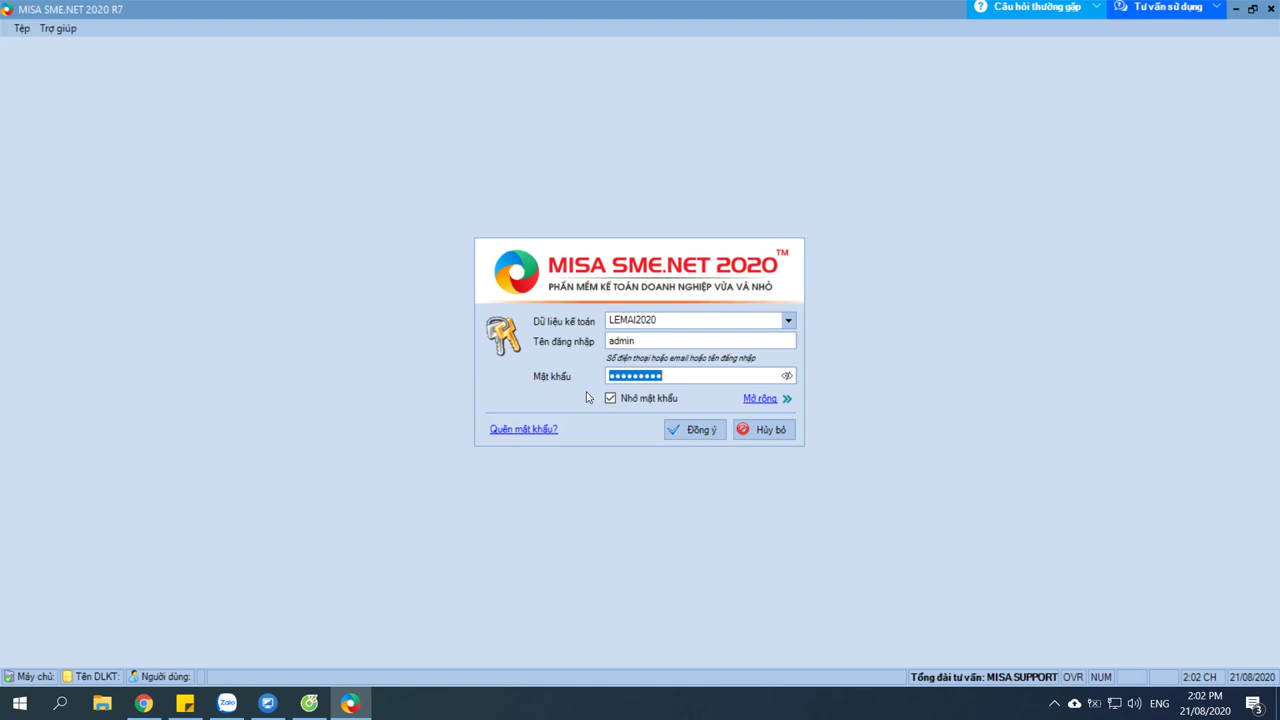 MISA SME.NET 2020 R7
Câu hỏi thường gặp
Tư vấn sử dụng
Tệp Trợ giúp
MISA SME.NET 2020 TM
PHẦN MỀM KẾ TOÁN DOANH NGHIỆP VỪA VÀ NHỎ
Dữ liệu kế toán LEMAI2020
Tên đăng nhập admin
Số điện thoại hoặc email hoặc tên đăng nhập
Mật khẩu •••••••••
Nhớ mật khẩu Mở rộng
Quên mật khẩu? Đồng ý Hủy bỏ
Máy chủ: Tên DLKT: Người dùng: Tổng đài tư vấn: MISA SUPPORT OVR NUM 2:02 CH 21/08/2020
Zalo
ENG
2:02 PM
21/08/2020
3